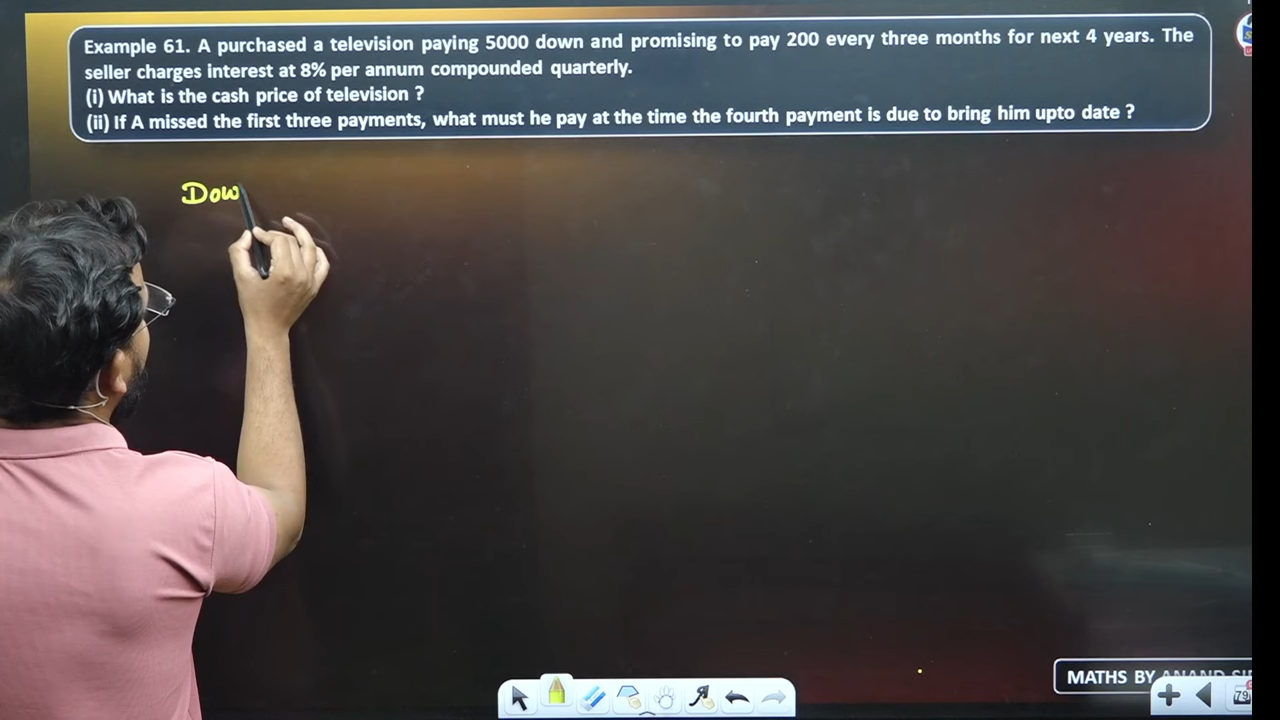 Example 61. A purchased a television paying 5000 down and promising to pay 200 every three months for next 4 years. The
seller charges interest at 8% per annum compounded quarterly.
(i) What is the cash price of television ?
(ii) If A missed the first three payments, what must he pay at the time the fourth payment is due to bring him upto date ?
Dow
MATHS BY ANAND SIR
79